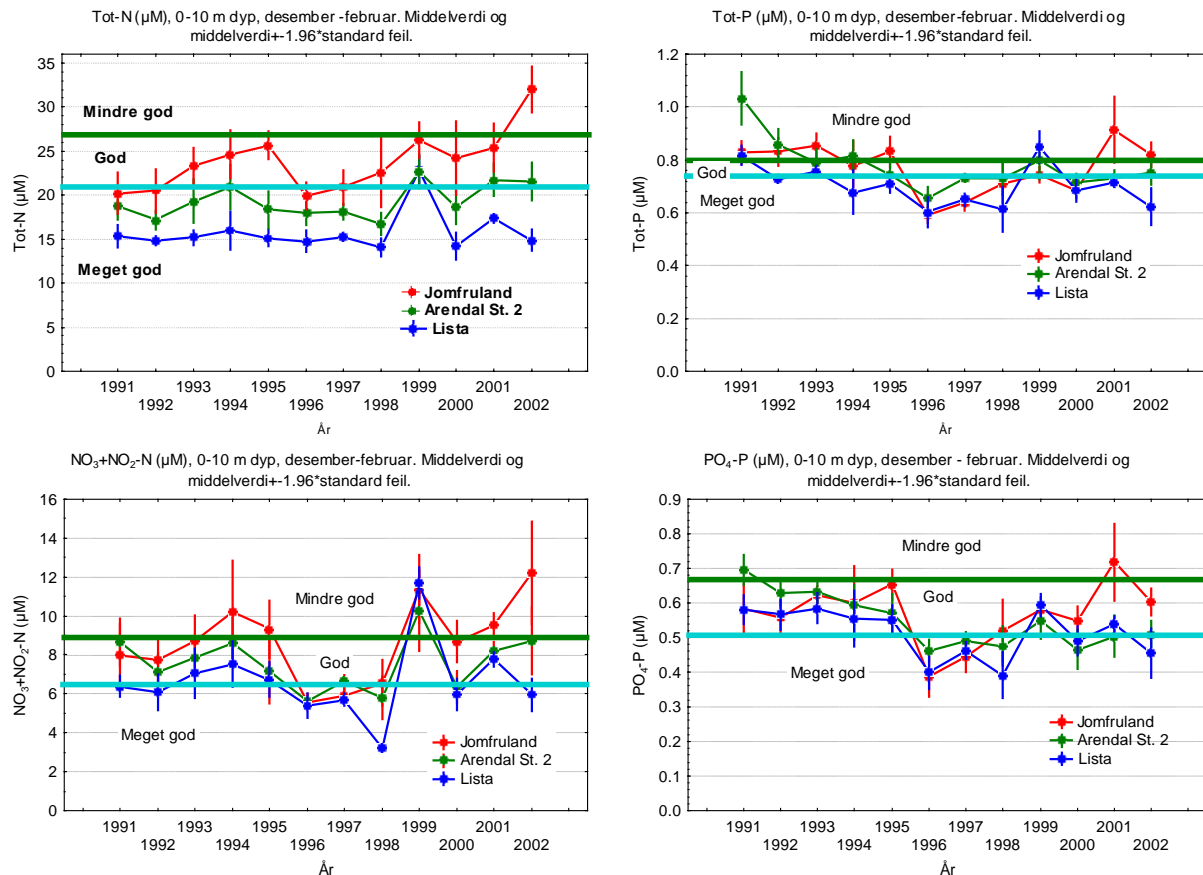 Tot-N (µM), 0-10 m dyp, desember -februar. Middelverdi og
middelverdi+-1.96*standard feil.
Tot-N (µM)
35
30
25
20
15
10
5
0
Mindre god
God
Meget god
Jomfruland
Arendal St. 2
Lista
1991 1993 1995 1997 1999 2001
1992 1994 1996 1998 2000 2002
År
Tot-P (µM), 0-10 m dyp, desember-februar. Middelverdi og
middelverdi+-1.96*standard feil.
Tot-P (µM)
1.2
1.0
0.8
0.6
0.4
0.2
0.0
Mindre god
God
Meget god
Jomfruland
Arendal St. 2
Lista
1991 1993 1995 1997 1999 2001
1992 1994 1996 1998 2000 2002
År
NO3+NO2-N (µM), 0-10 m dyp, desember-februar. Middelverdi og
middelverdi+-1.96*standard feil.
NO3+NO2-N (µM)
16
14
12
10
8
6
4
2
0
Mindre god
God
Meget god
Jomfruland
Arendal St. 2
Lista
1991 1993 1995 1997 1999 2001
1992 1994 1996 1998 2000 2002
År
PO4-P (µM), 0-10 m dyp, desember - februar. Middelverdi og
middelverdi+-1.96*standard feil.
PO4-P (µM)
0.9
0.8
0.7
0.6
0.5
0.4
0.3
0.2
0.1
0.0
Mindre god
God
Meget god
Jomfruland
Arendal St. 2
Lista
1991 1993 1995 1997 1999 2001
1992 1994 1996 1998 2000 2002
År